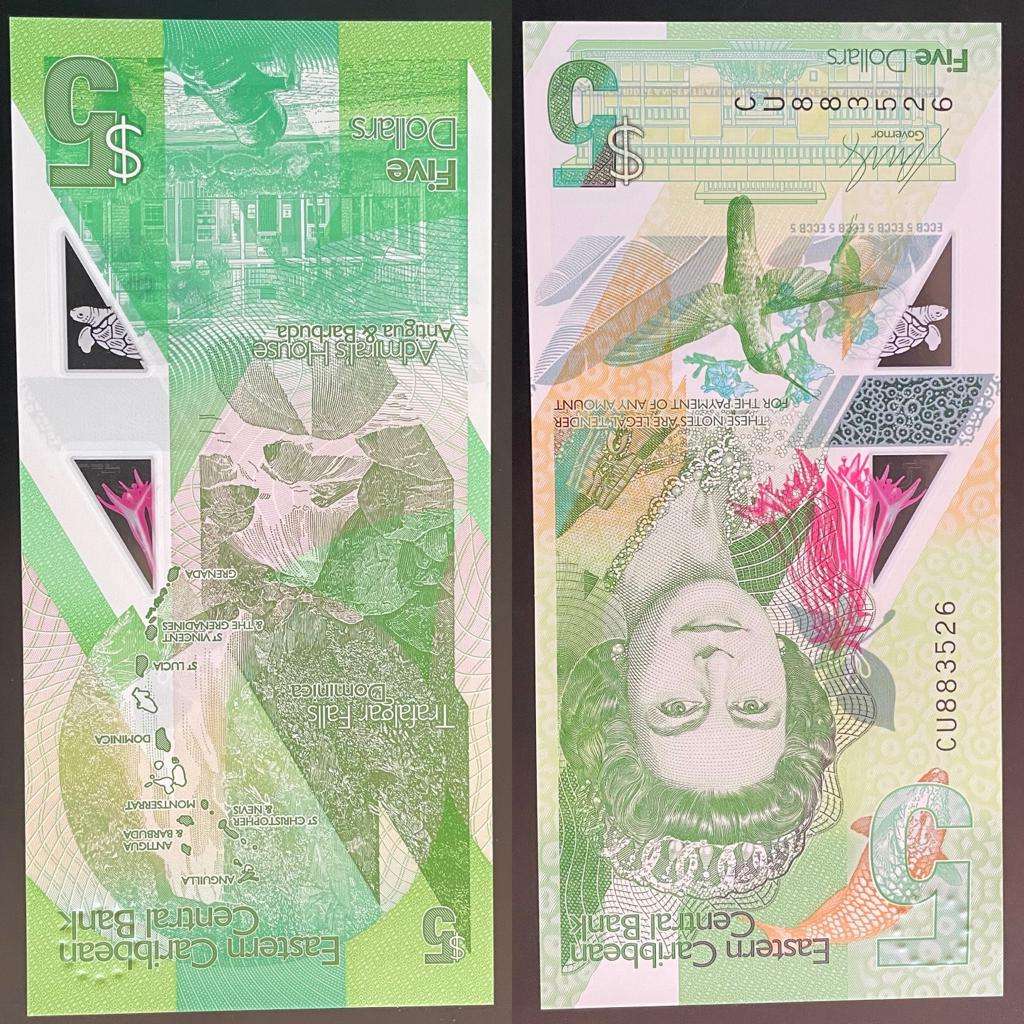 5
Eastern Caribbean
Central Bank
CU883526
THESE NOTES ARE LEGAL TENDER
FOR THE PAYMENT OF ANY AMOUNT
ECCB 5 ECCB 5 ECCB 5 ECCB 5
Governor
$5
CU883526
Five Dollars
$5
Eastern Caribbean
Central Bank
ANGUILLA
ANTIGUA
& BARBUDA
ST CHRISTOPHER
& NEVIS
MONTSERRAT
DOMINICA
Trafalgar Falls
Dominica
ST LUCIA
ST VINCENT
& THE GRENADINES
GRENADA
Admiral's House
Antigua & Barbuda
Five
Dollars
$5